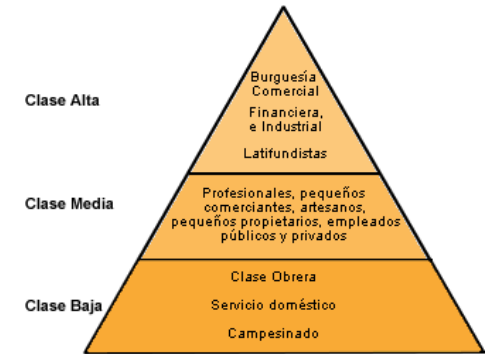 Clase Alta
Burguesía
Comercial
Financiera,
e Industrial
Latifundistas
Clase Media
Profesionales, pequeños
comerciantes, artesanos,
pequeños propietarios, empleados
públicos y privados
Clase Baja
Clase Obrera
Servicio doméstico
Campesinado